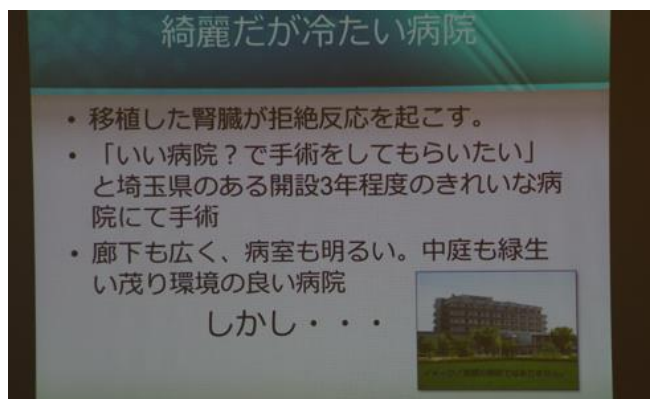 綺麗だが冷たい病院
• 移植した腎臓が拒絶反応を起こす。
• 「いい病院？で手術をしてもらいたい」
と埼玉県のある開設3年程度のきれいな病
院にて手術
• 廊下も広く、病室も明るい。中庭も緑生
い茂り環境の良い病院
しかし・・・